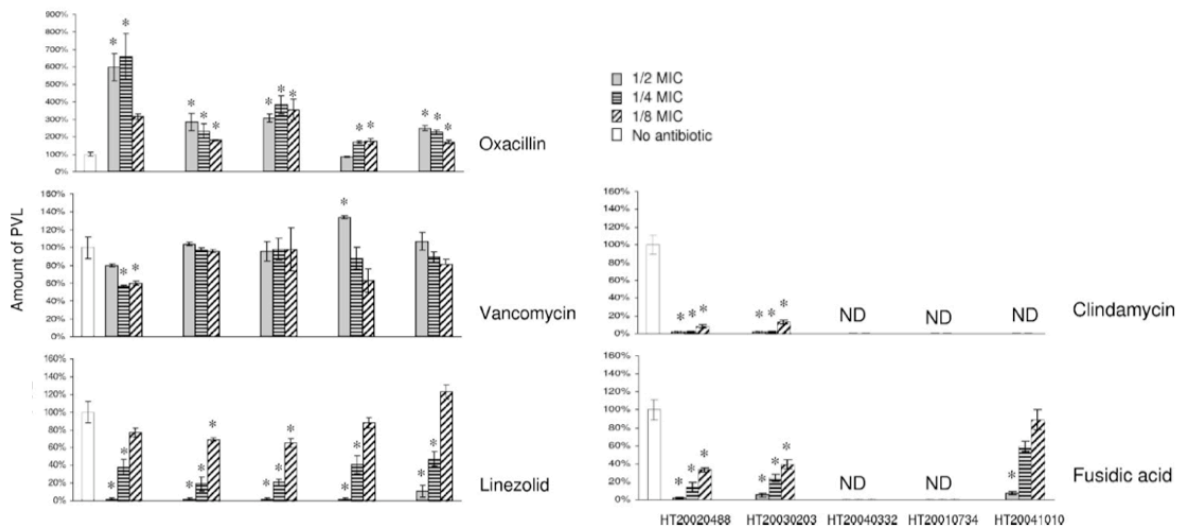 900%
800%
700%
600%
500%
400%
300%
200%
100%
0%
* * * * * * * * * * * * *
Oxacillin
1/2 MIC
1/4 MIC
1/8 MIC
No antibiotic
Amount of PVL
160%
140%
120%
100%
80%
60%
40%
20%
0%
* * *
Vancomycin
160%
140%
120%
100%
80%
60%
40%
20%
0%
* * * * * *
ND ND ND
Clindamycin
160%
140%
120%
100%
80%
60%
40%
20%
0%
* * * * * * * * * * * *
Linezolid
160%
140%
120%
100%
80%
60%
40%
20%
0%
* * * * * * *
ND ND
Fusidic acid
HT20020488 HT20030203 HT20040332 HT20010734 HT20041010